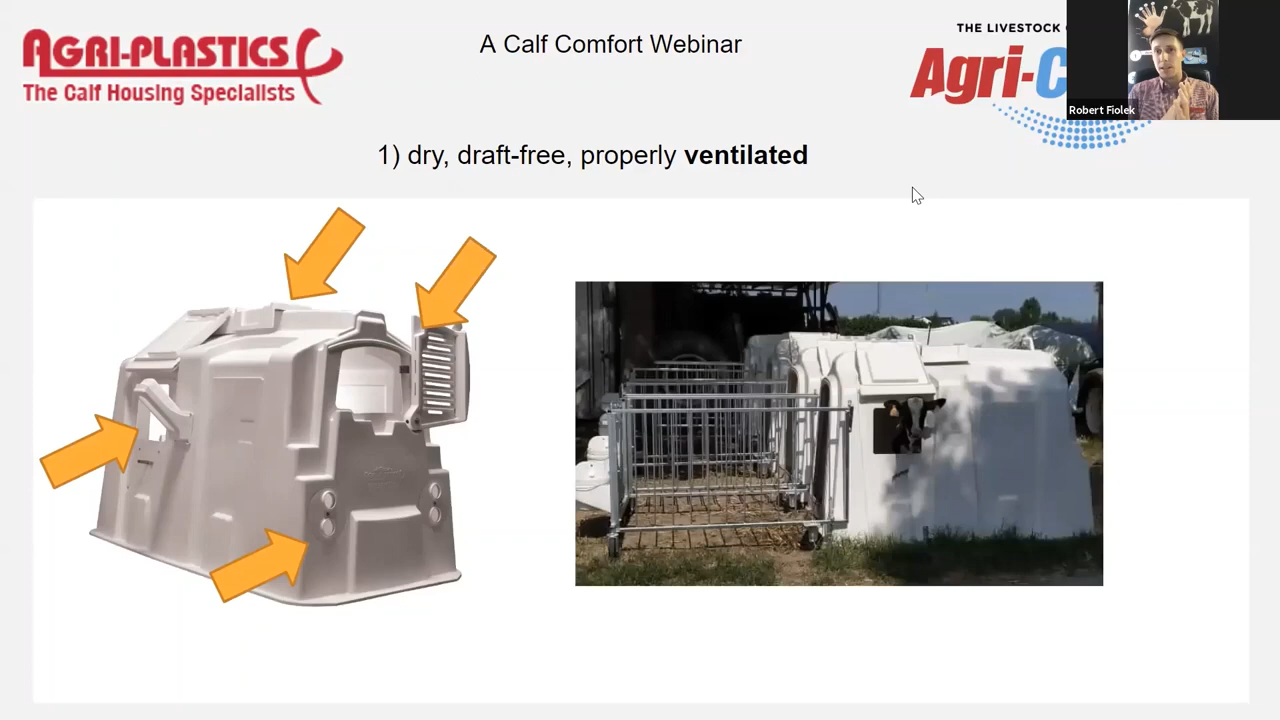 AGRI-PLASTICS
The Calf Housing Specialists
A Calf Comfort Webinar
THE LIVESTOCK
Agri-
Robert Fiolek
1) dry, draft-free, properly ventilated